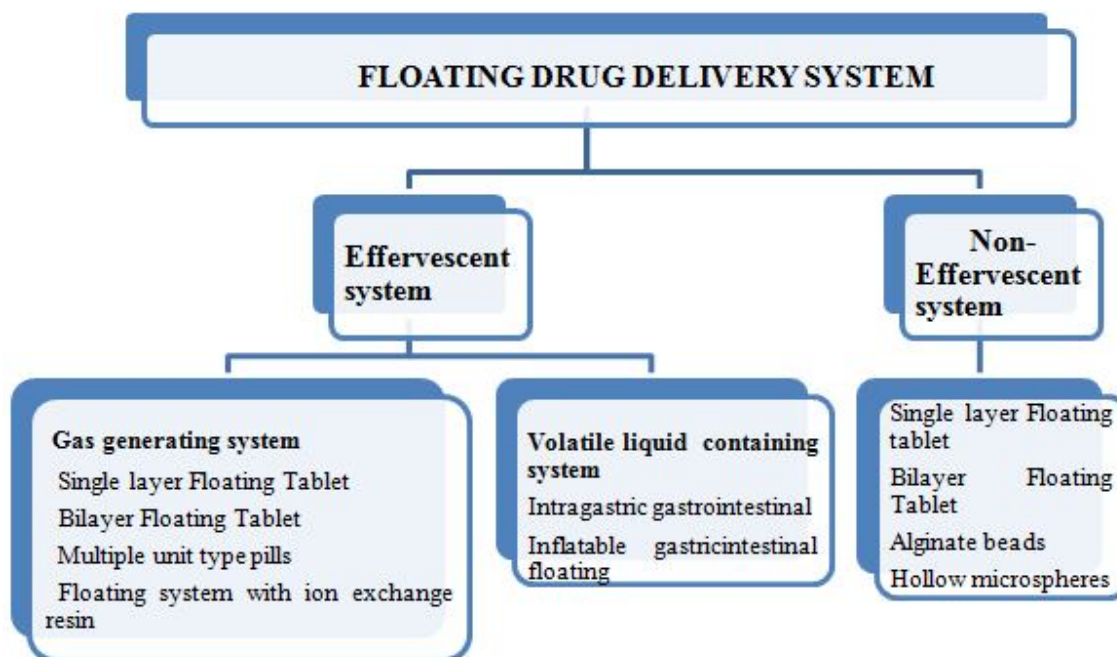 FLOATING DRUG DELIVERY SYSTEM
Effervescent
system
Non-
Effervescent
system
Gas generating system
Single layer Floating Tablet
Bilayer Floating Tablet
Multiple unit type pills
Floating system with ion exchange
resin
Volatile liquid containing
system
Intragastric gastrointestinal
Inflatable gastricintestinal
floating
Single layer Floating
tablet
Bilayer Floating
Tablet
Alginate beads
Hollow microspheres